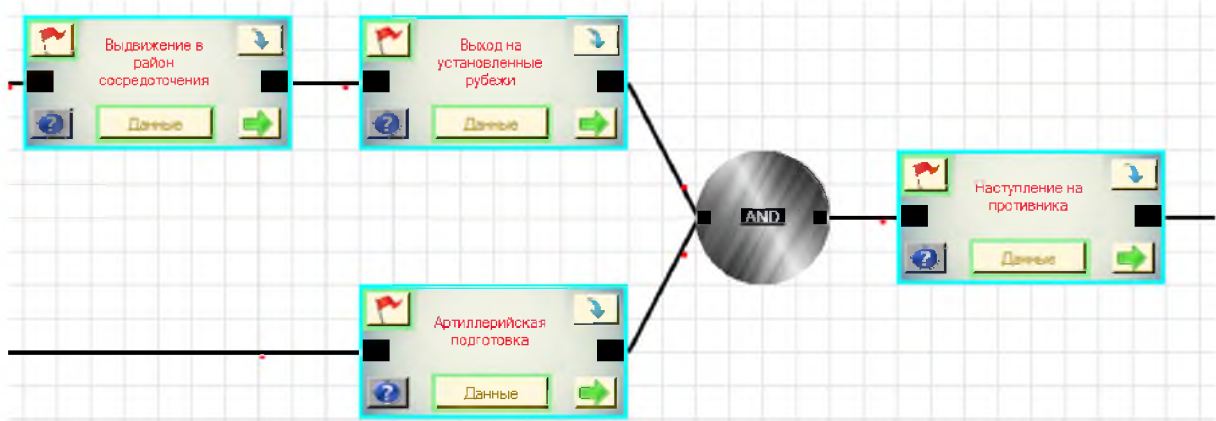 Выдвижение в
район
сосредоточения
Данные
Выход на
установленные
рубежи
Данные
AND
Наступление на
противника
Данные
Артиллерийская
подготовка
Данные